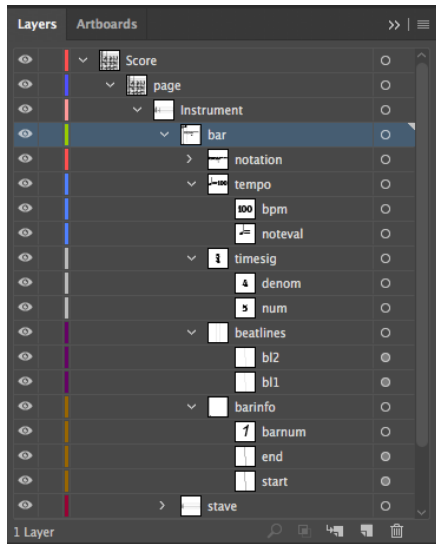 Layers Artboards
Score
page
Instrument
bar
notation
tempo
100 bpm
noteval
timesig
4 denom
5 num
beatlines
bl2
bl1
barinfo
1 barnum
end
start
stave
1 Layer